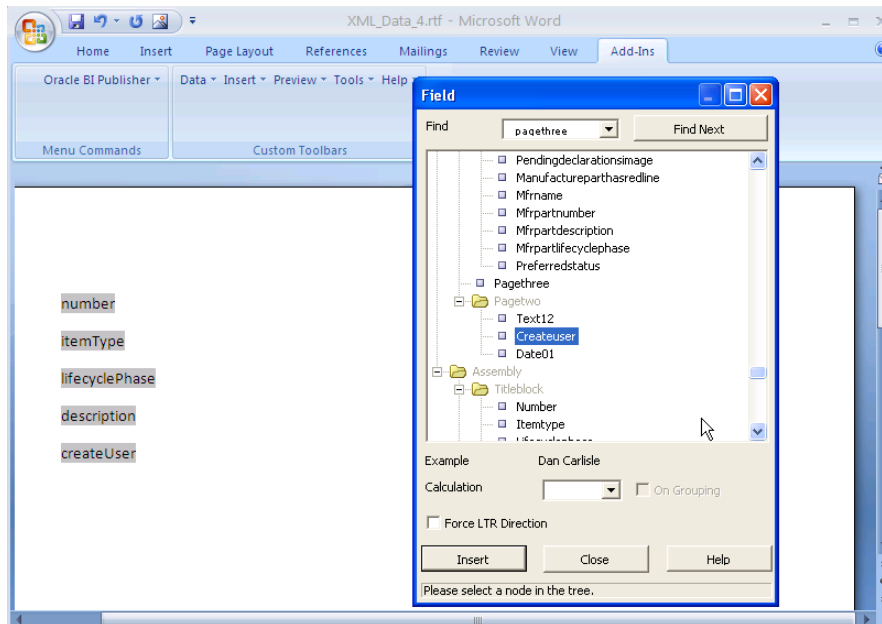 XML_Data_4.rtf - Microsoft Word
Home Insert Page Layout References Mailings Review View Add-Ins
Oracle BI Publisher Data Insert Preview Tools Help
Menu Commands Custom Toolbars
number
itemType
lifecyclePhase
description
createUser
Field
Find pagethree Find Next
Pendingdeclarationsimage
Manufactureparthasredline
Mfrname
Mfrpartnumber
Mfrpartdescription
Mfrpartlifecyclephase
Preferredstatus
Pagethree
Pagetwo
Text12
Createuser
Date01
Assembly
Titleblock
Number
Itemtype
Example Dan Carlisle
Calculation On Grouping
Force LTR Direction
Insert Close Help
Please select a node in the tree.